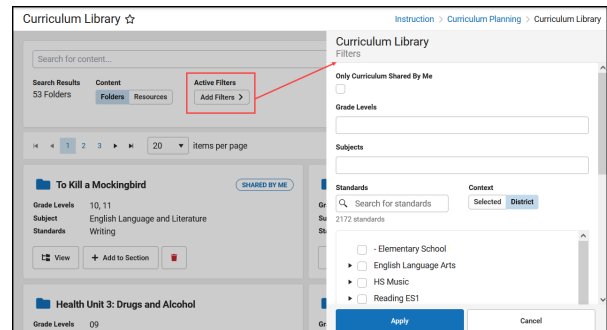 Curriculum Library
Instruction > Curriculum Planning > Curriculum Library
Search for content...
Search Results
53 Folders
Content
Folders Resources
Active Filters
Add Filters >
1 2 3 20 items per page
To Kill a Mockingbird SHARED BY ME
Grade Levels 10, 11
Subject English Language and Literature
Standards Writing
View + Add to Section
Health Unit 3: Drugs and Alcohol
Grade Levels 09
Gr
Su
St
Gr
Curriculum Library
Filters
Only Curriculum Shared By Me
Grade Levels
Subjects
Standards
Search for standards
2172 standards
Context
Selected District
- Elementary School
English Language Arts
HS Music
Reading ES1
Apply Cancel